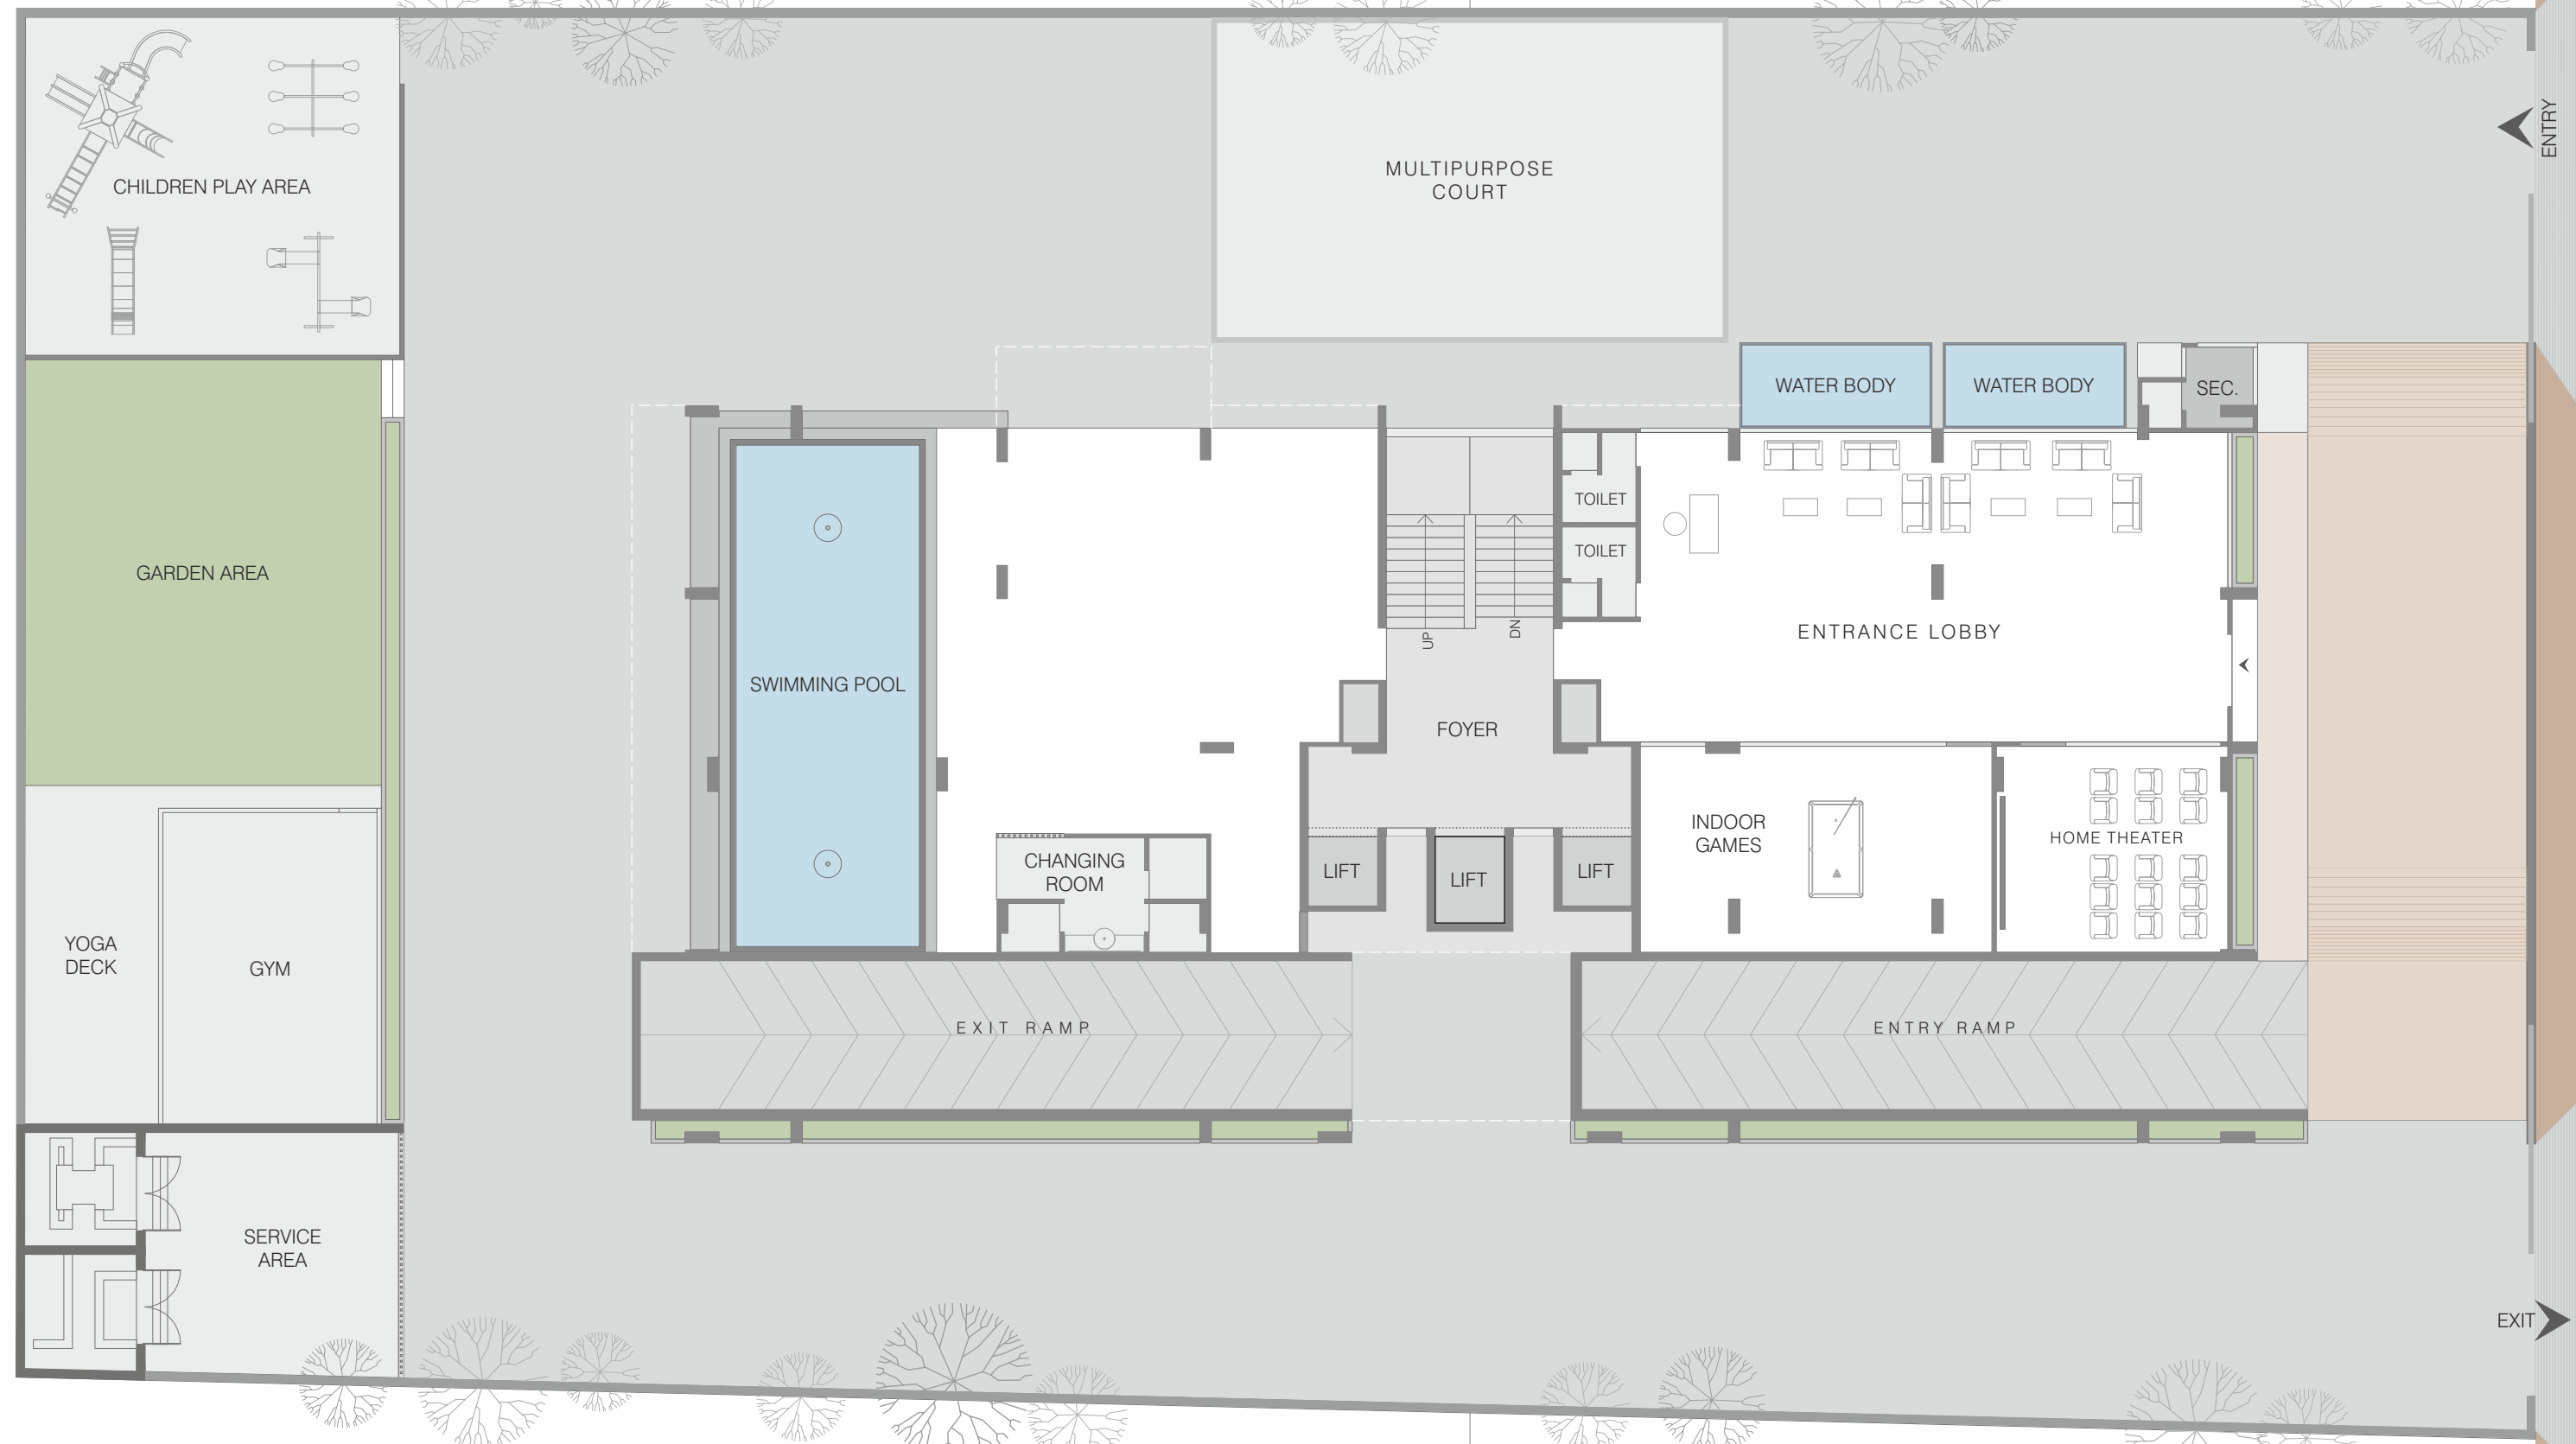 ENTRY
MULTIPURPOSE
COURT
CHILDREN PLAY AREA
WATER BODY
WATER BODY
SEC.
TOILET
TOILET
GARDEN AREA
UP
DN
ENTRANCE LOBBY
SWIMMING POOL
FOYER
INDOOR
GAMES
HOME THEATER
CHANGING
ROOM
LIFT
LIFT
LIFT
YOGA
DECK
GYM
EXIT RAMP
ENTRY RAMP
SERVICE
AREA
EXIT